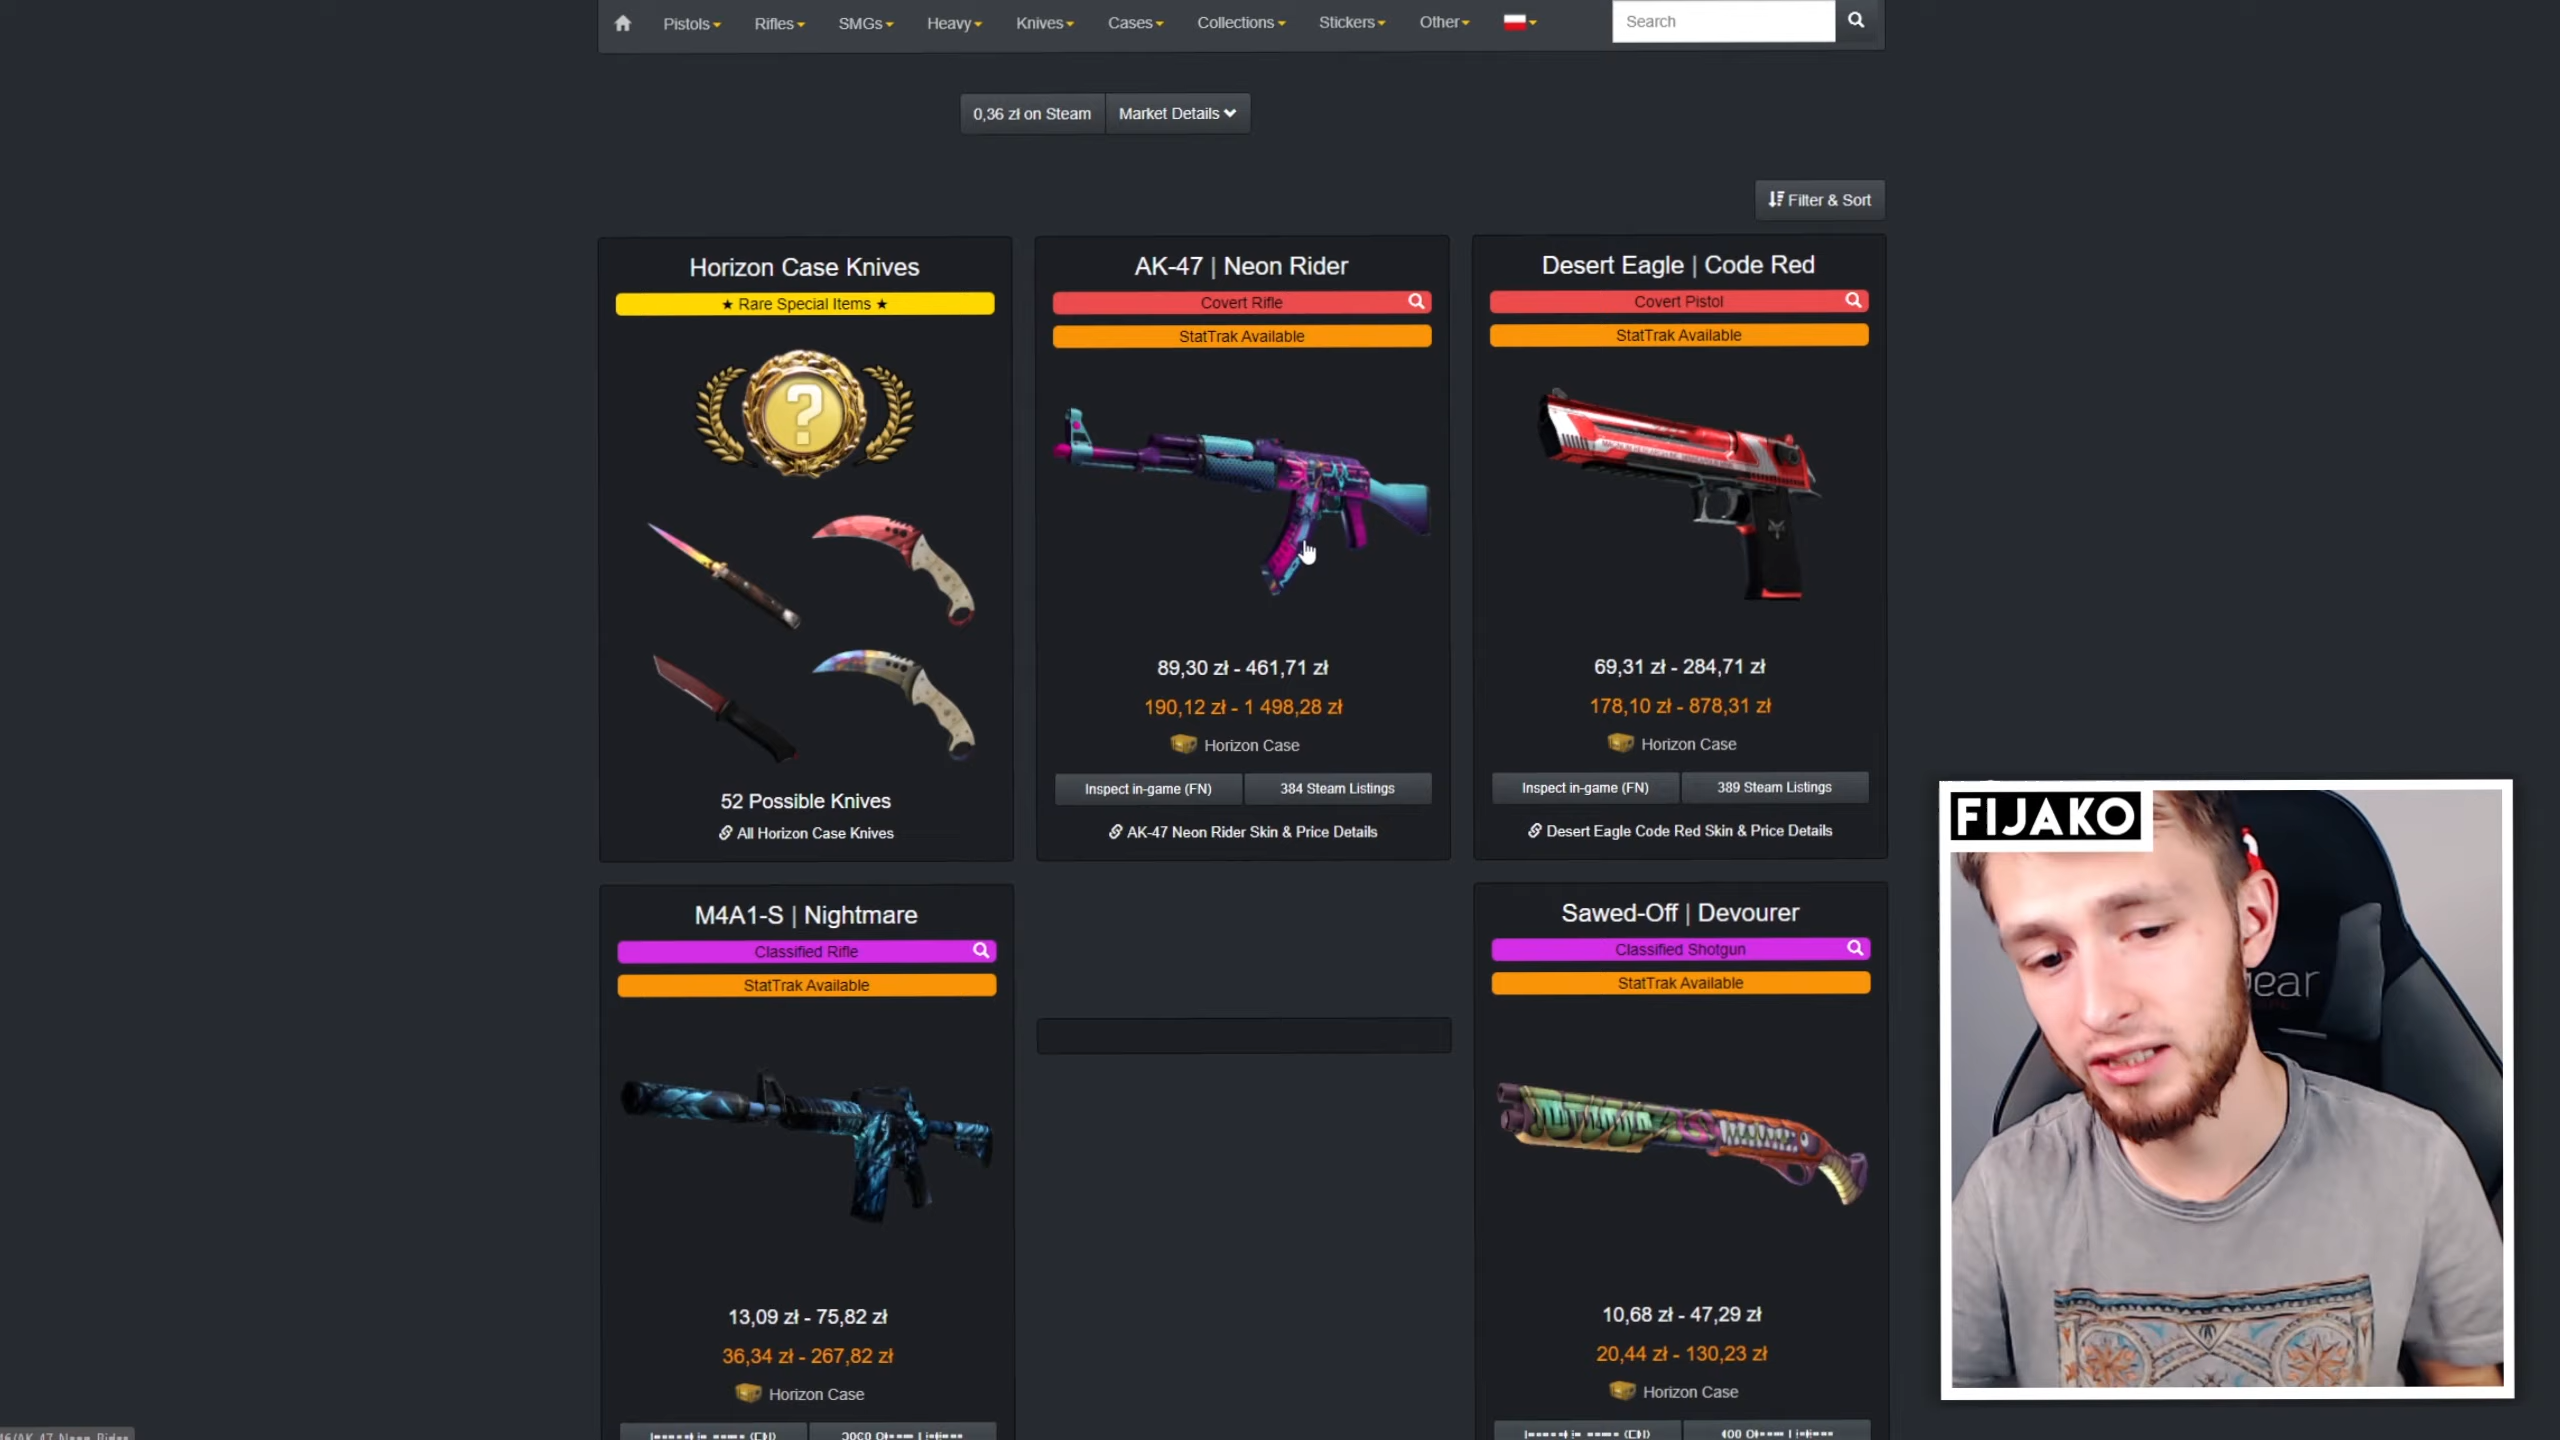 Pistols
Rifles
SMGs
Heavy
Knives
Cases
Collections
Stickers
Other
Search
0,36 zł on Steam
Market Details
Filter & Sort
Horizon Case Knives
★ Rare Special Items ★
?
52 Possible Knives
All Horizon Case Knives
AK-47 | Neon Rider
Covert Rifle
StatTrak Available
89,30 zł - 461,71 zł
190,12 zł - 1 498,28 zł
Horizon Case
Inspect in-game (FN)
384 Steam Listings
AK-47 Neon Rider Skin & Price Details
Desert Eagle | Code Red
Covert Pistol
StatTrak Available
69,31 zł - 284,71 zł
178,10 zł - 878,31 zł
Horizon Case
Inspect in-game (FN)
389 Steam Listings
Desert Eagle Code Red Skin & Price Details
M4A1-S | Nightmare
Classified Rifle
StatTrak Available
13,09 zł - 75,82 zł
36,34 zł - 267,82 zł
Horizon Case
Sawed-Off | Devourer
Classified Shotgun
StatTrak Available
10,68 zł - 47,29 zł
20,44 zł - 130,23 zł
Horizon Case
FIJAKO